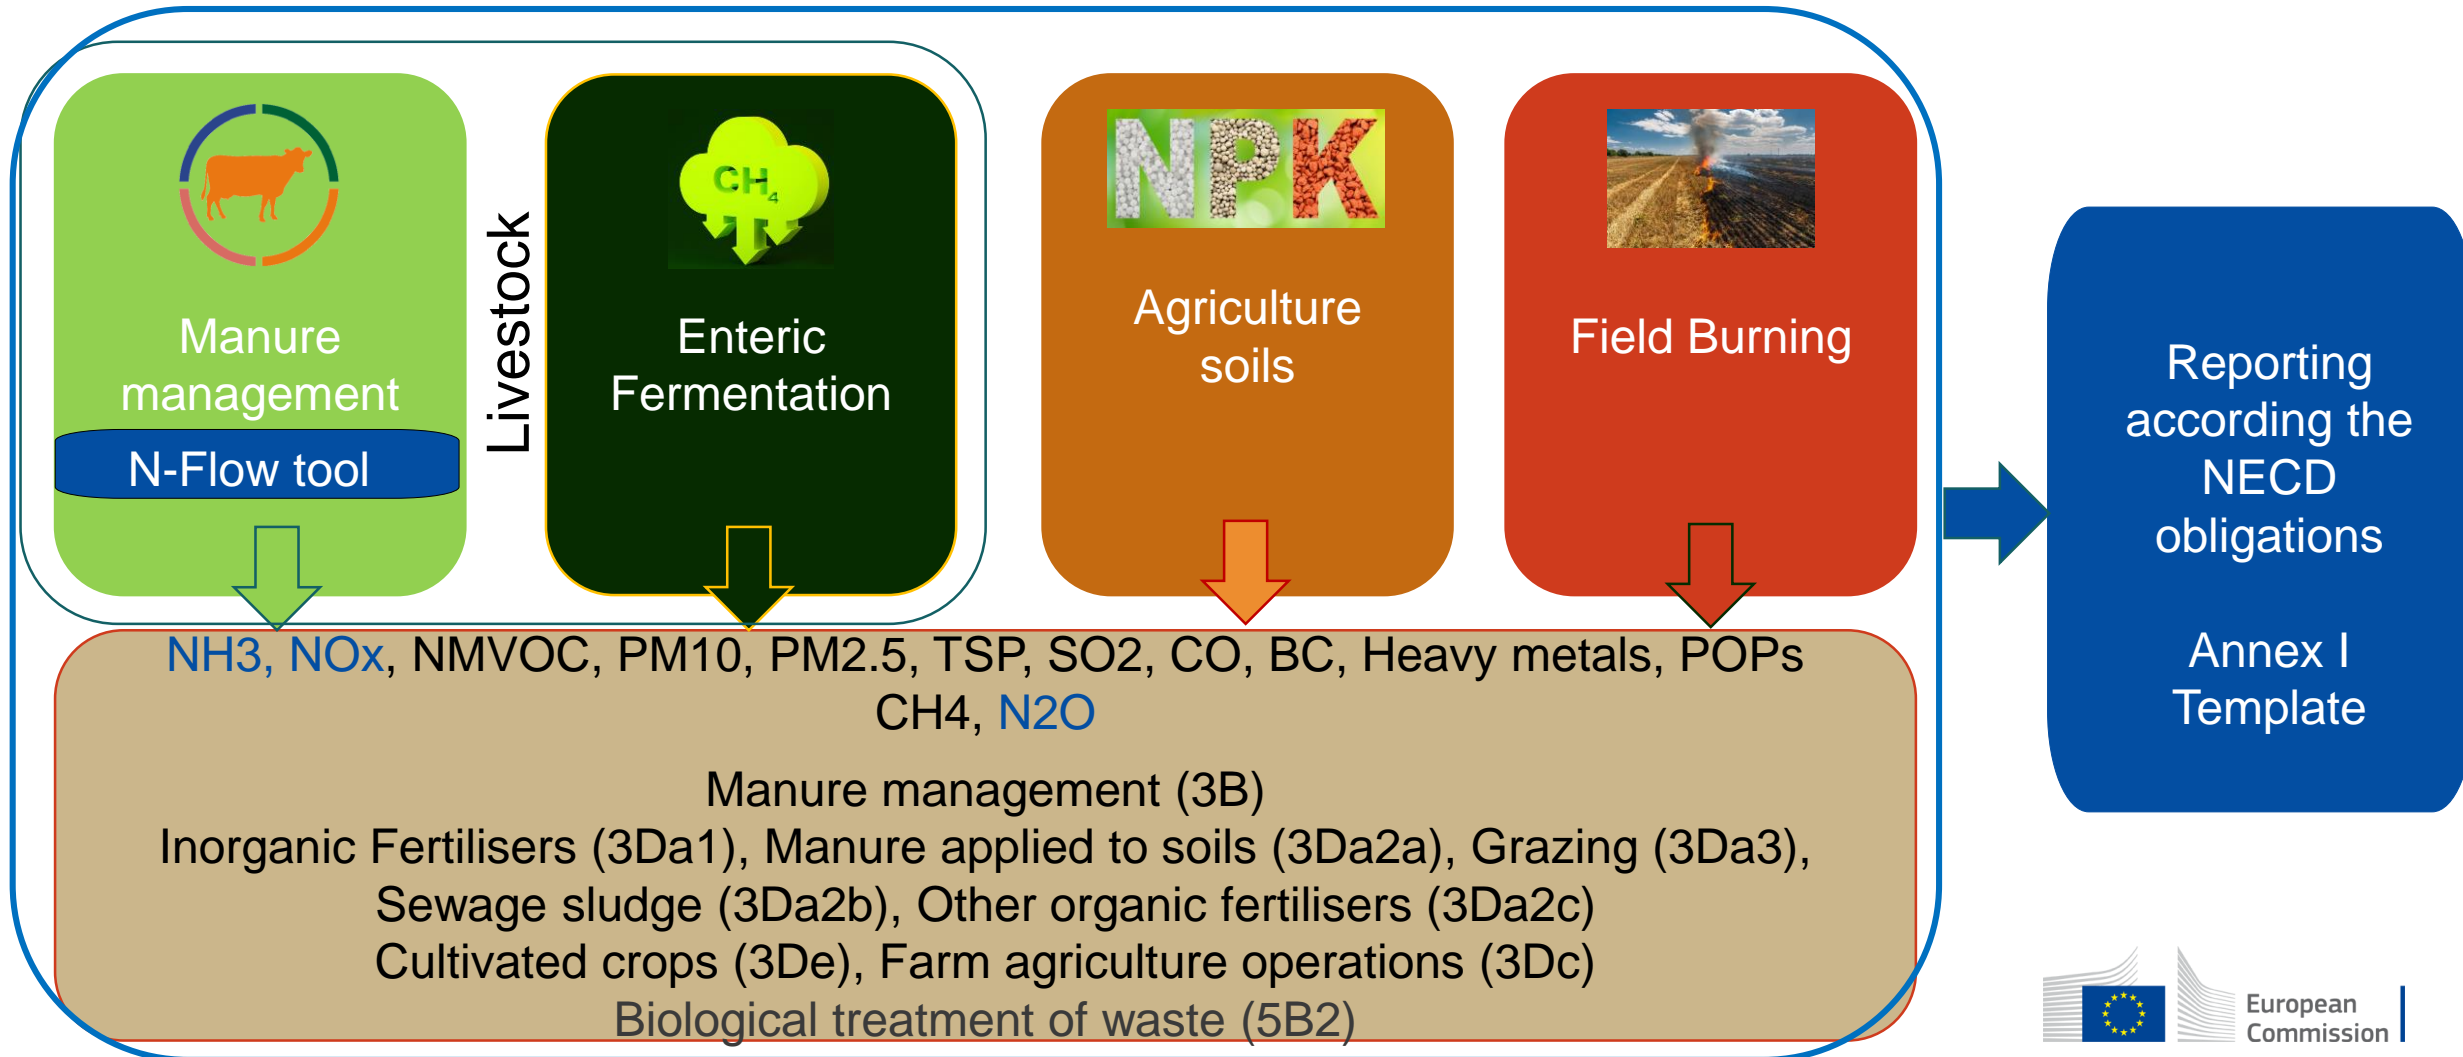 Manure
management
N-Flow tool
Livestock
CH4
Enteric
Fermentation
NPK
Agriculture
soils
Field Burning
NH3, NOx, NMVOC, PM10, PM2.5, TSP, SO2, CO, BC, Heavy metals, POPs
CH4, N2O
Manure management (3B)
Inorganic Fertilisers (3Da1), Manure applied to soils (3Da2a), Grazing (3Da3),
Sewage sludge (3Da2b), Other organic fertilisers (3Da2c)
Cultivated crops (3De), Farm agriculture operations (3Dc)
Biological treatment of waste (5B2)
Reporting
according the
NECD
obligations
Annex I
Template
European
Commission